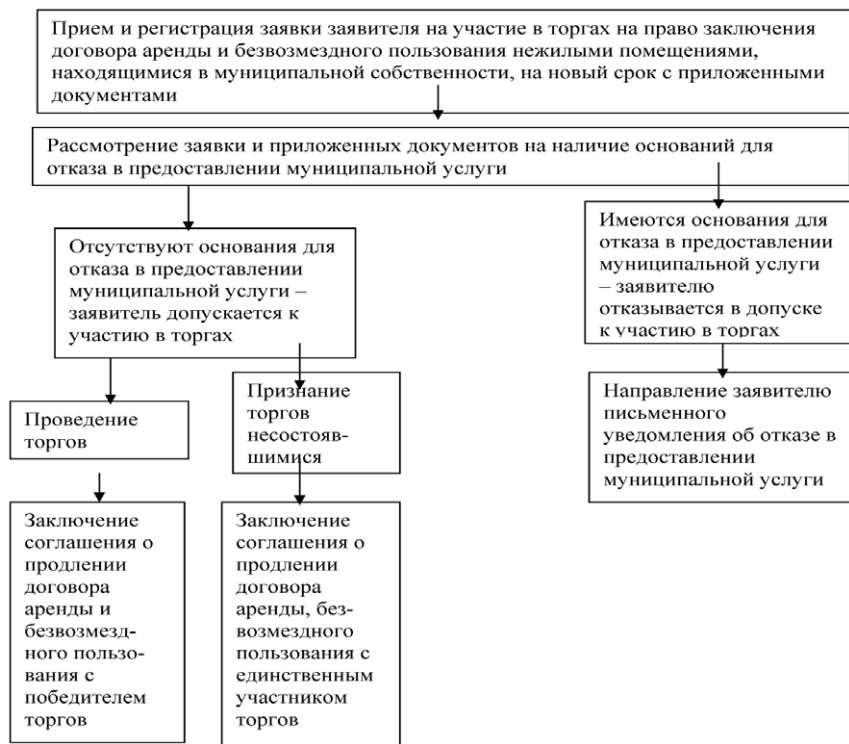 Прием и регистрация заявки заявителя на участие в торгах на право заключения
договора аренды и безвозмездного пользования нежилыми помещениями,
находящимися в муниципальной собственности, на новый срок с приложенными
документами
Рассмотрение заявки и приложенных документов на наличие оснований для
отказа в предоставлении муниципальной услуги
Отсутствуют основания для
отказа в предоставлении
муниципальной услуги –
заявитель допускается к
участию в торгах
Имеются основания для
отказа в предоставлении
муниципальной услуги
– заявителю
отказывается в допуске
к участию в торгах
Проведение
торгов
Признание
торгов
несостояв-
шимися
Направление заявителю
письменного
уведомления об отказе в
предоставлении
муниципальной услуги
Заключение
соглашения о
продлении
договора
аренды и
безвозмезд-
ного пользо-
вания с
победителем
торгов
Заключение
соглашения о
продлении
договора
аренды, без-
возмездного
пользования с
единственным
участником
торгов